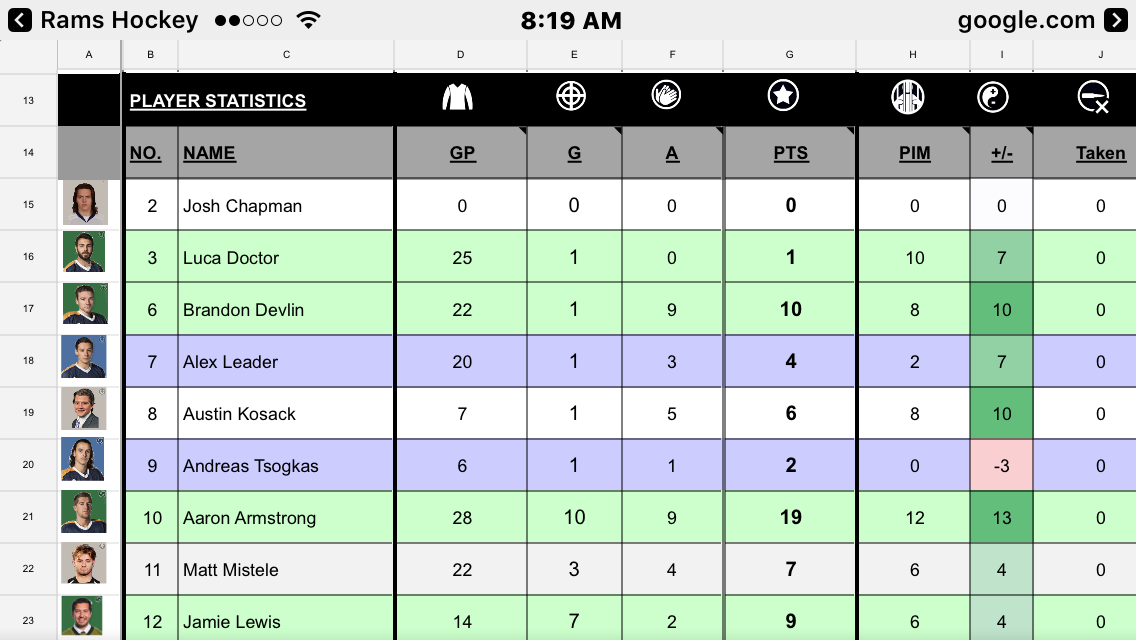 Rams Hockey 8:19 AM google.com
A B C D E F G H I J
13 PLAYER STATISTICS
14 NO. NAME GP G A PTS PIM +/- Taken
15 2 Josh Chapman 0 0 0 0 0 0 0
16 3 Luca Doctor 25 1 0 1 10 7 0
17 6 Brandon Devlin 22 1 9 10 8 10 0
18 7 Alex Leader 20 1 3 4 2 7 0
19 8 Austin Kosack 7 1 5 6 8 10 0
20 9 Andreas Tsogkas 6 1 1 2 0 -3 0
21 10 Aaron Armstrong 28 10 9 19 12 13 0
22 11 Matt Mistele 22 3 4 7 6 4 0
23 12 Jamie Lewis 14 7 2 9 6 4 0